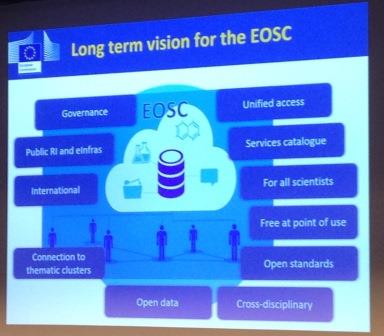 Long term vision for the EOSC
Governance
EOSC
Unified access
Public RI and eInfras
Services catalogue
International
For all scientists
Free at point of use
Connection to
thematic clusters
Open standards
Open data
Cross-disciplinary